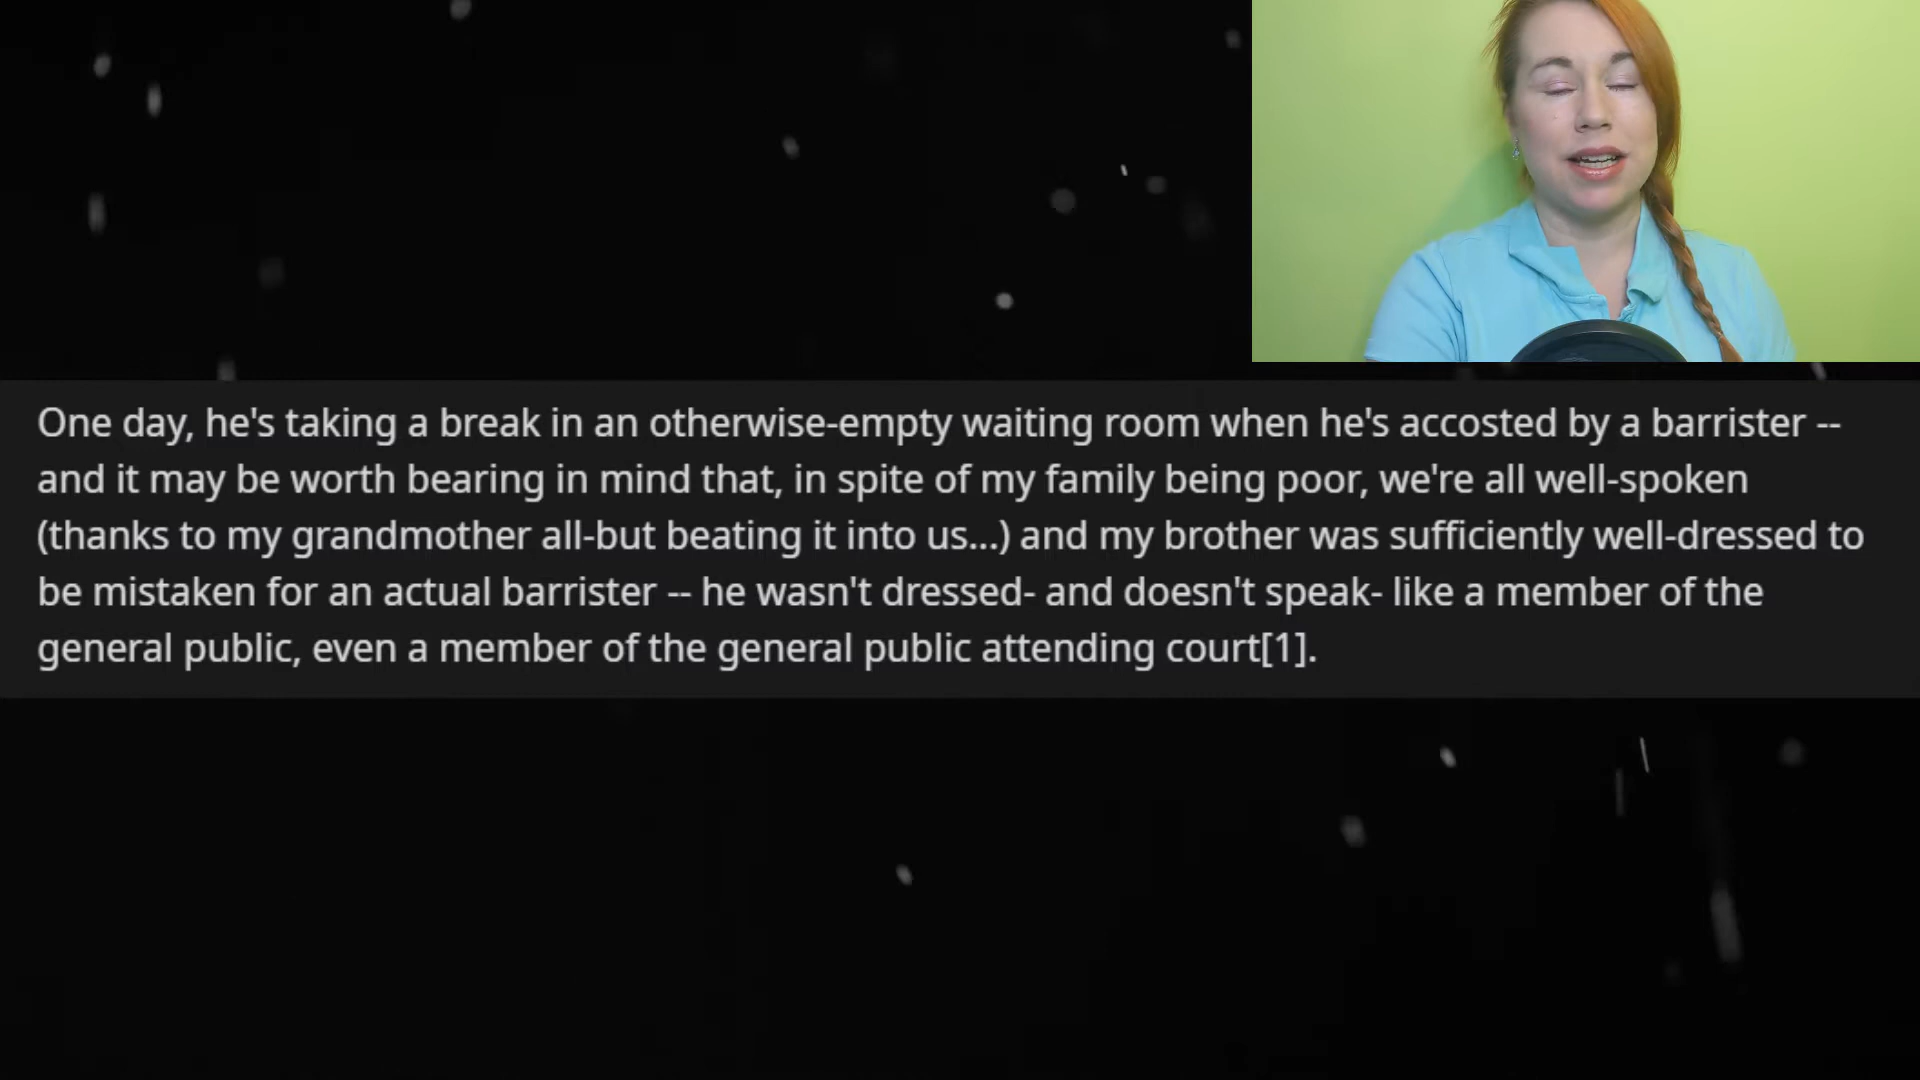 One day, he's taking a break in an otherwise-empty waiting room when he's accosted by a barrister --
and it may be worth bearing in mind that, in spite of my family being poor, we're all well-spoken
(thanks to my grandmother all-but beating it into us...) and my brother was sufficiently well-dressed to
be mistaken for an actual barrister -- he wasn't dressed- and doesn't speak- like a member of the
general public, even a member of the general public attending court[1].